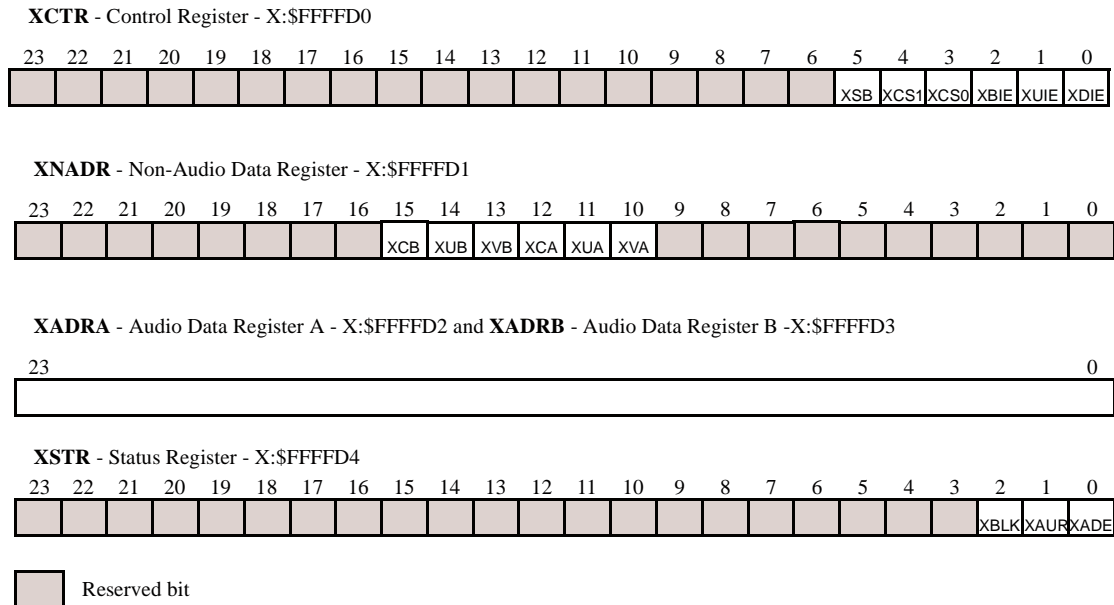 XCTR - Control Register - X:$FFFFD0
23 22 21 20 19 18 17 16 15 14 13 12 11 10 9 8 7 6 5 4 3 2 1 0
XSB XCS1 XCS0 XBIE XUIE XDIE
XNADR - Non-Audio Data Register - X:$FFFFD1
23 22 21 20 19 18 17 16 15 14 13 12 11 10 9 8 7 6 5 4 3 2 1 0
XCB XUB XVB XCA XUA XVA
XADRA - Audio Data Register A - X:$FFFFD2 and XADRB - Audio Data Register B -X:$FFFFD3
23 0
XSTR - Status Register - X:$FFFFD4
23 22 21 20 19 18 17 16 15 14 13 12 11 10 9 8 7 6 5 4 3 2 1 0
XBLK XAUR XADE
Reserved bit